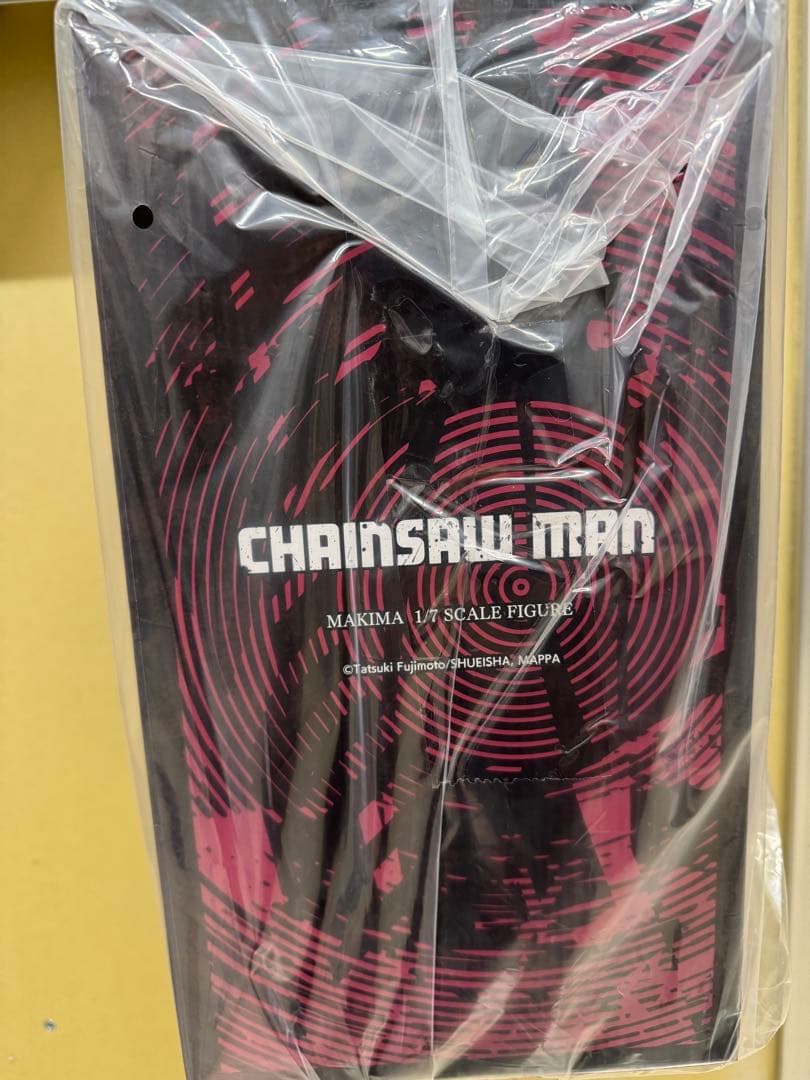 CHAINSAW MAN
MAKIMA 1/7 SCALE FIGURE
©Tatsuki Fujimoto/SHUEISHA, MAPPA